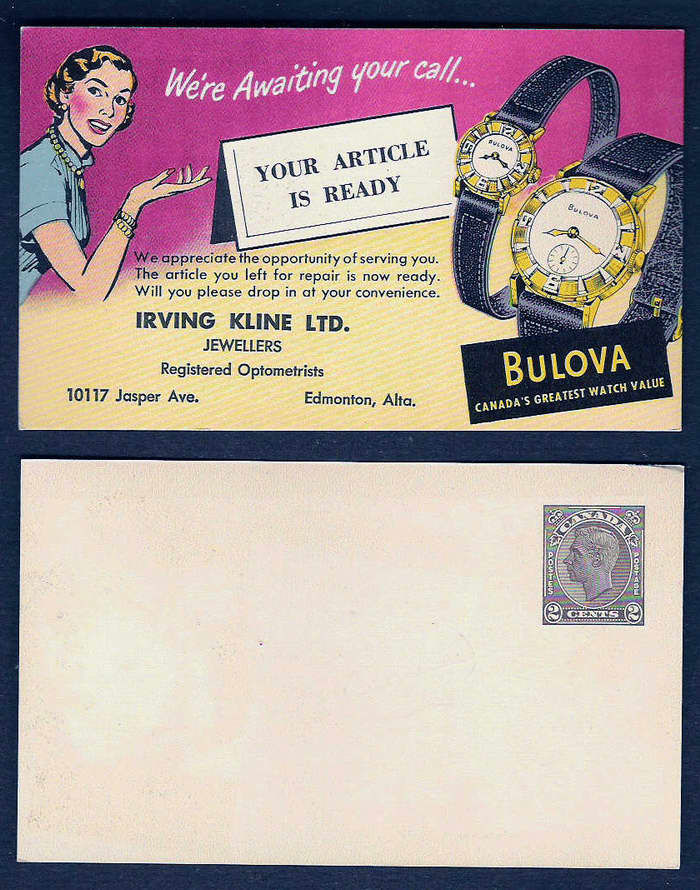 We're Awaiting your call...
YOUR ARTICLE
IS READY
BULOVA
BULOVA
We appreciate the opportunity of serving you.
The article you left for repair is now ready.
Will you please drop in at your convenience.
IRVING KLINE LTD.
JEWELLERS
Registered Optometrists
10117 Jasper Ave. Edmonton, Alta.
BULOVA
CANADA'S GREATEST WATCH VALUE
CANADA
POSTES POSTAGE
2 CENTS 2